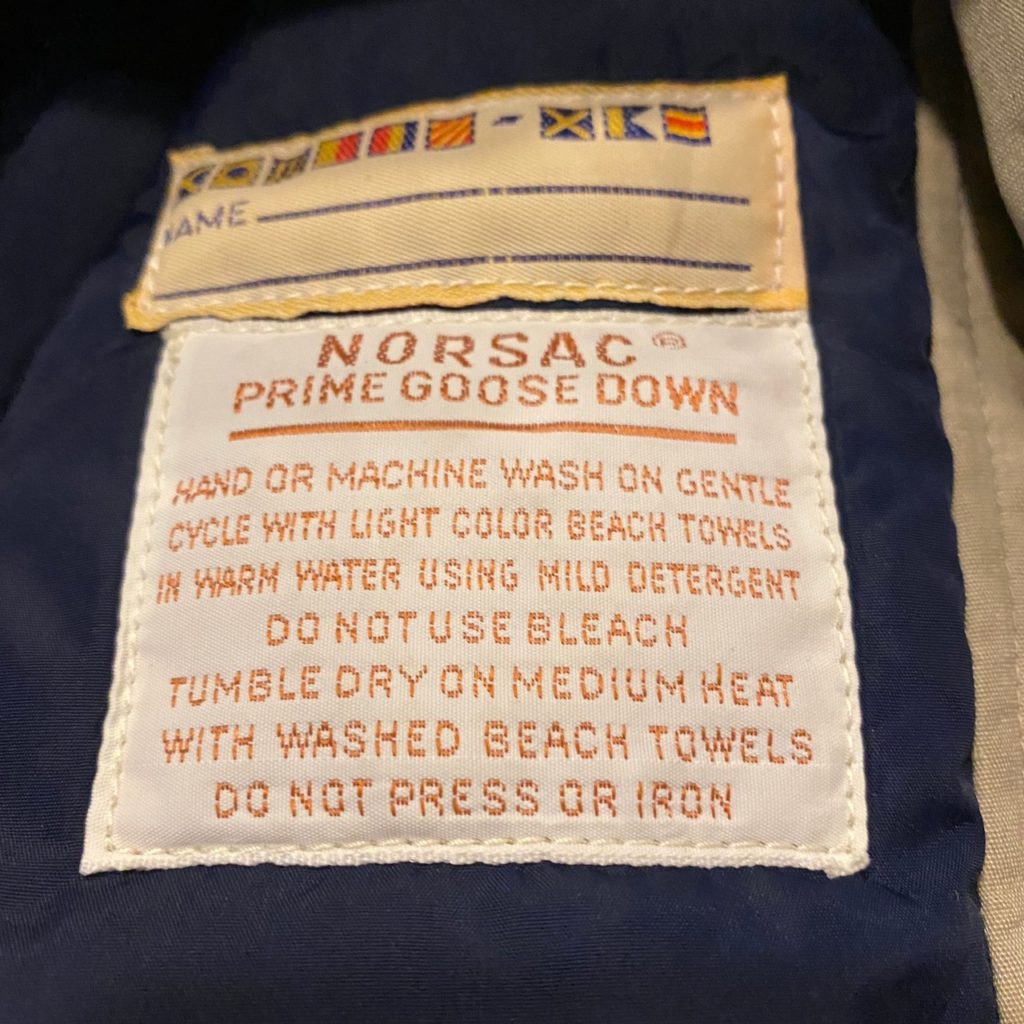 NAME
NORSAC®
PRIME GOOSE DOWN
HAND OR MACHINE WASH ON GENTLE
CYCLE WITH LIGHT COLOR BEACH TOWELS
IN WARM WATER USING MILD DETERGENT
DO NOT USE BLEACH
TUMBLE DRY ON MEDIUM HEAT
WITH WASHED BEACH TOWELS
DO NOT PRESS OR IRON